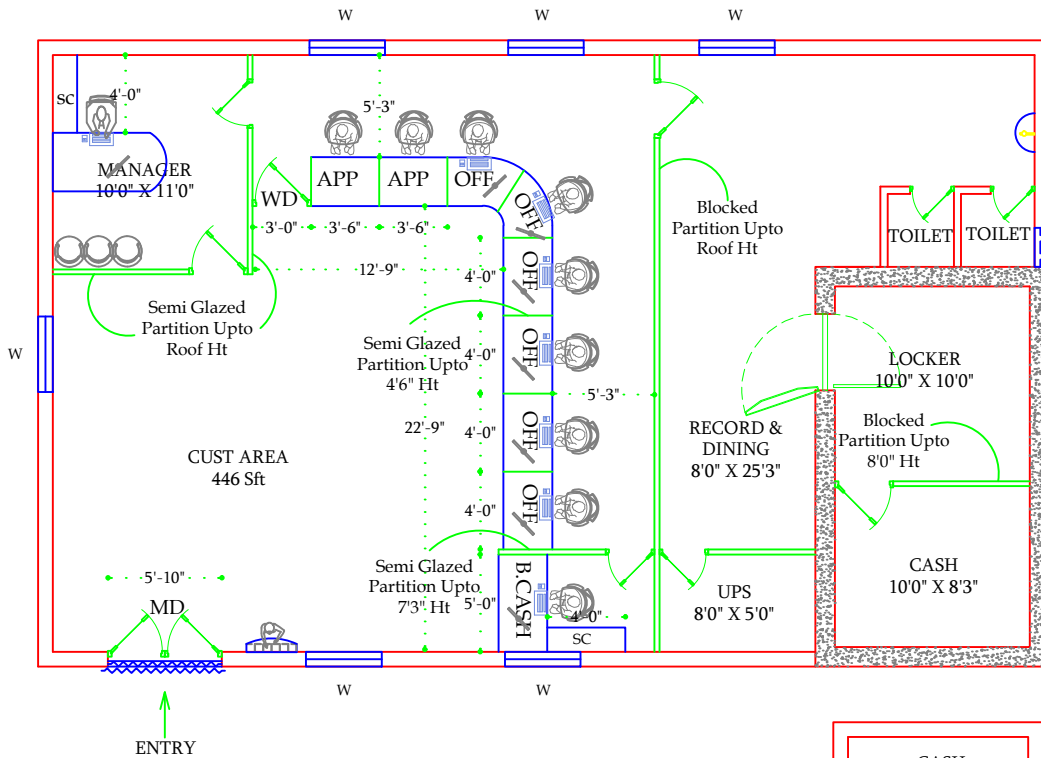 W
W
W
SC
4'-0"
5'-3"
MANAGER
10'0" X 11'0"
WD
APP
APP
OFF
OFF
3'-0"
3'-6"
3'-6"
12'-9"
Semi Glazed
Partition Upto
Roof Ht
Blocked
Partition Upto
Roof Ht
TOILET
TOILET
4'-0"
OFF
W
Semi Glazed
Partition Upto
4'6" Ht
4'-0"
OFF
5'-3"
LOCKER
10'0" X 10'0"
22'-9"
4'-0"
OFF
RECORD &
DINING
8'0" X 25'3"
Blocked
Partition Upto
8'0" Ht
CUST AREA
446 Sft
4'-0"
OFF
Semi Glazed
Partition Upto
7'3" Ht
5'-10"
MD
5'-0"
B.CASH
4'-0"
SC
UPS
8'0" X 5'0"
CASH
10'0" X 8'3"
W
W
ENTRY